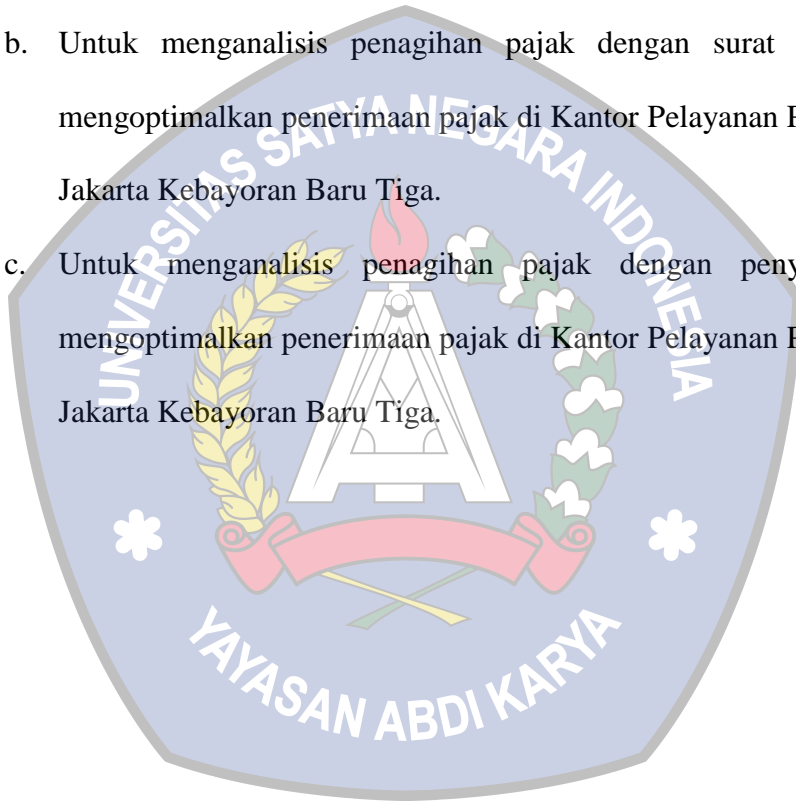 b. Untuk menganalisis penagihan pajak dengan surat
mengoptimalkan penerimaan pajak di Kantor Pelayanan P
Jakarta Kebayoran Baru Tiga.
c. Untuk menganalisis penagihan pajak dengan peny
mengoptimalkan penerimaan pajak di Kantor Pelayanan P
Jakarta Kebayoran Baru Tiga.
UNIVERSITAS SATYA NEGARA INDONESIA
YAYASAN ABDI KARYA